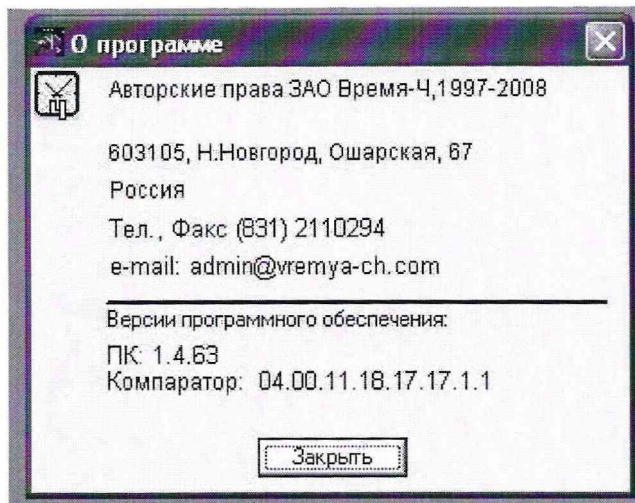 О программе
Авторские права ЗАО Время-Ч,1997-2008
603105, Н.Новгород, Ошарская, 67
Россия
Тел., Факс (831) 2110294
e-mail: admin@vremya-ch.com
Версии программного обеспечения:
ПК: 1.4.63
Компаратор: 04.00.11.18.17.17.1.1
Закрыть